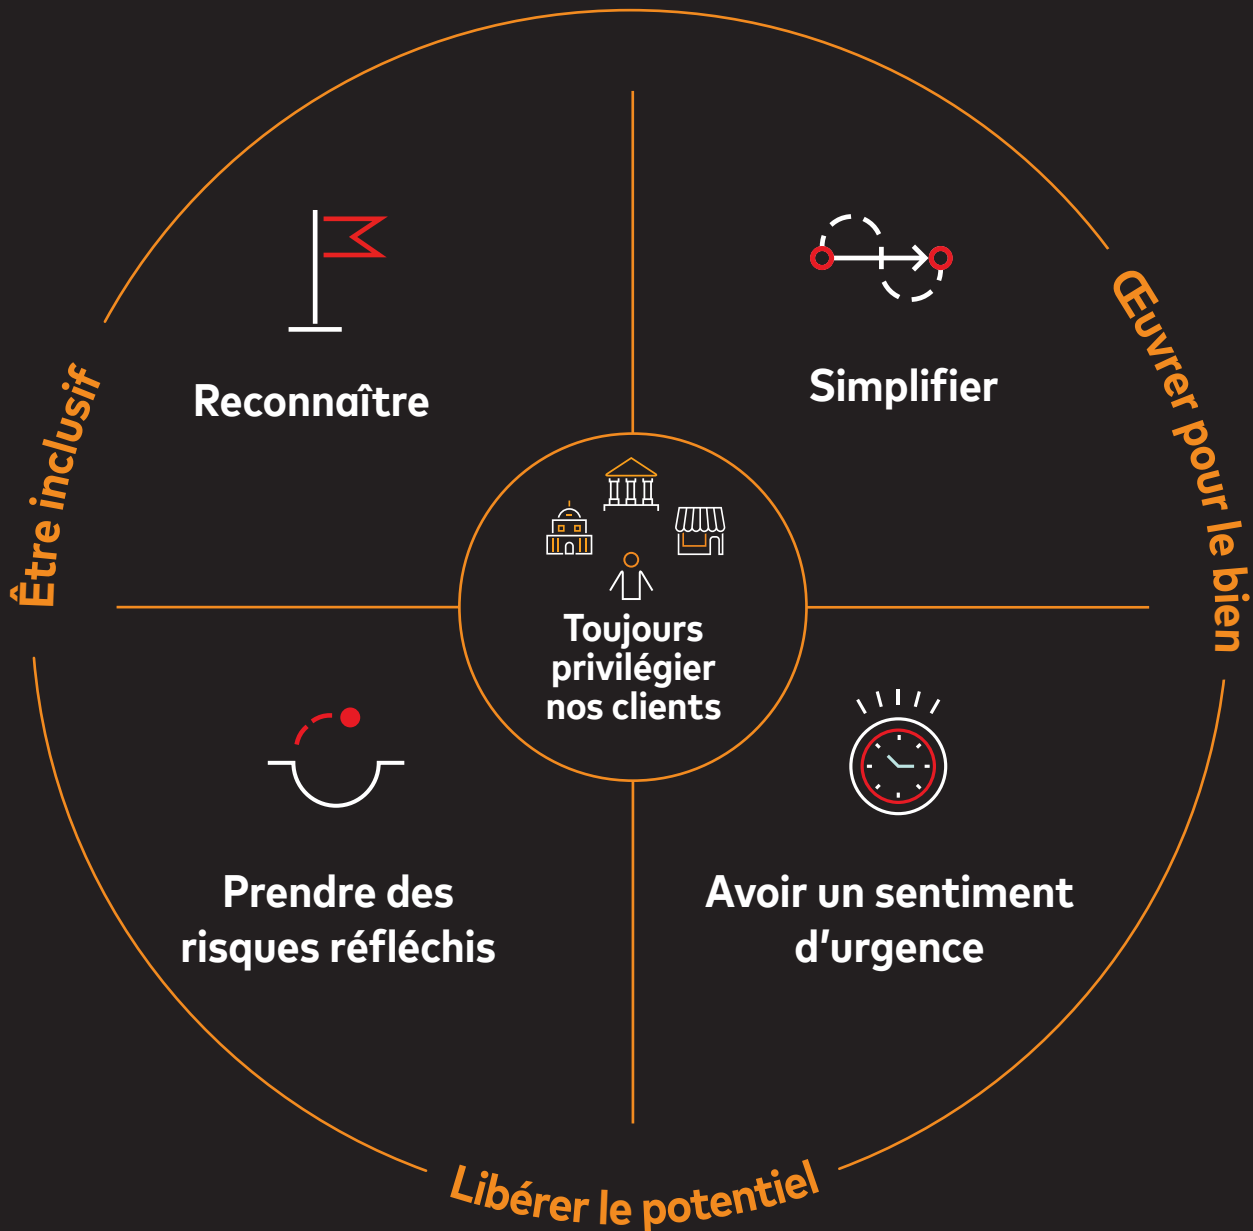 Reconnaître
Simplifier
Être inclusif
Œuvrer pour le bien
Toujours
privilégier
nos clients
Prendre des
risques réfléchis
Avoir un sentiment
d’urgence
Libérer le potentiel